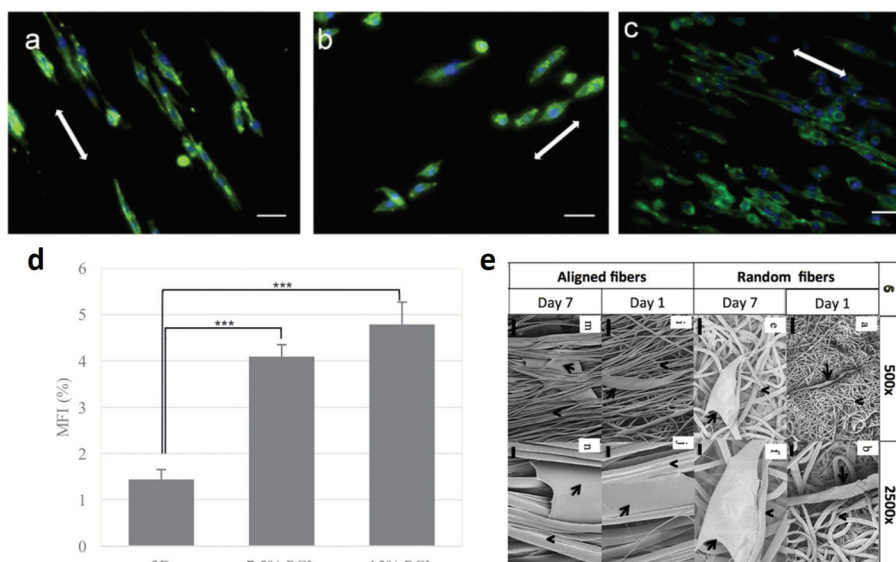 a
b
c
d
***
***
6
5
4
3
2
1
0
MFI (%)
e
Aligned fibers Random fibers 6
Day 7 Day 1 Day 7 Day 1
m i e a 500x
n j f b 2500x